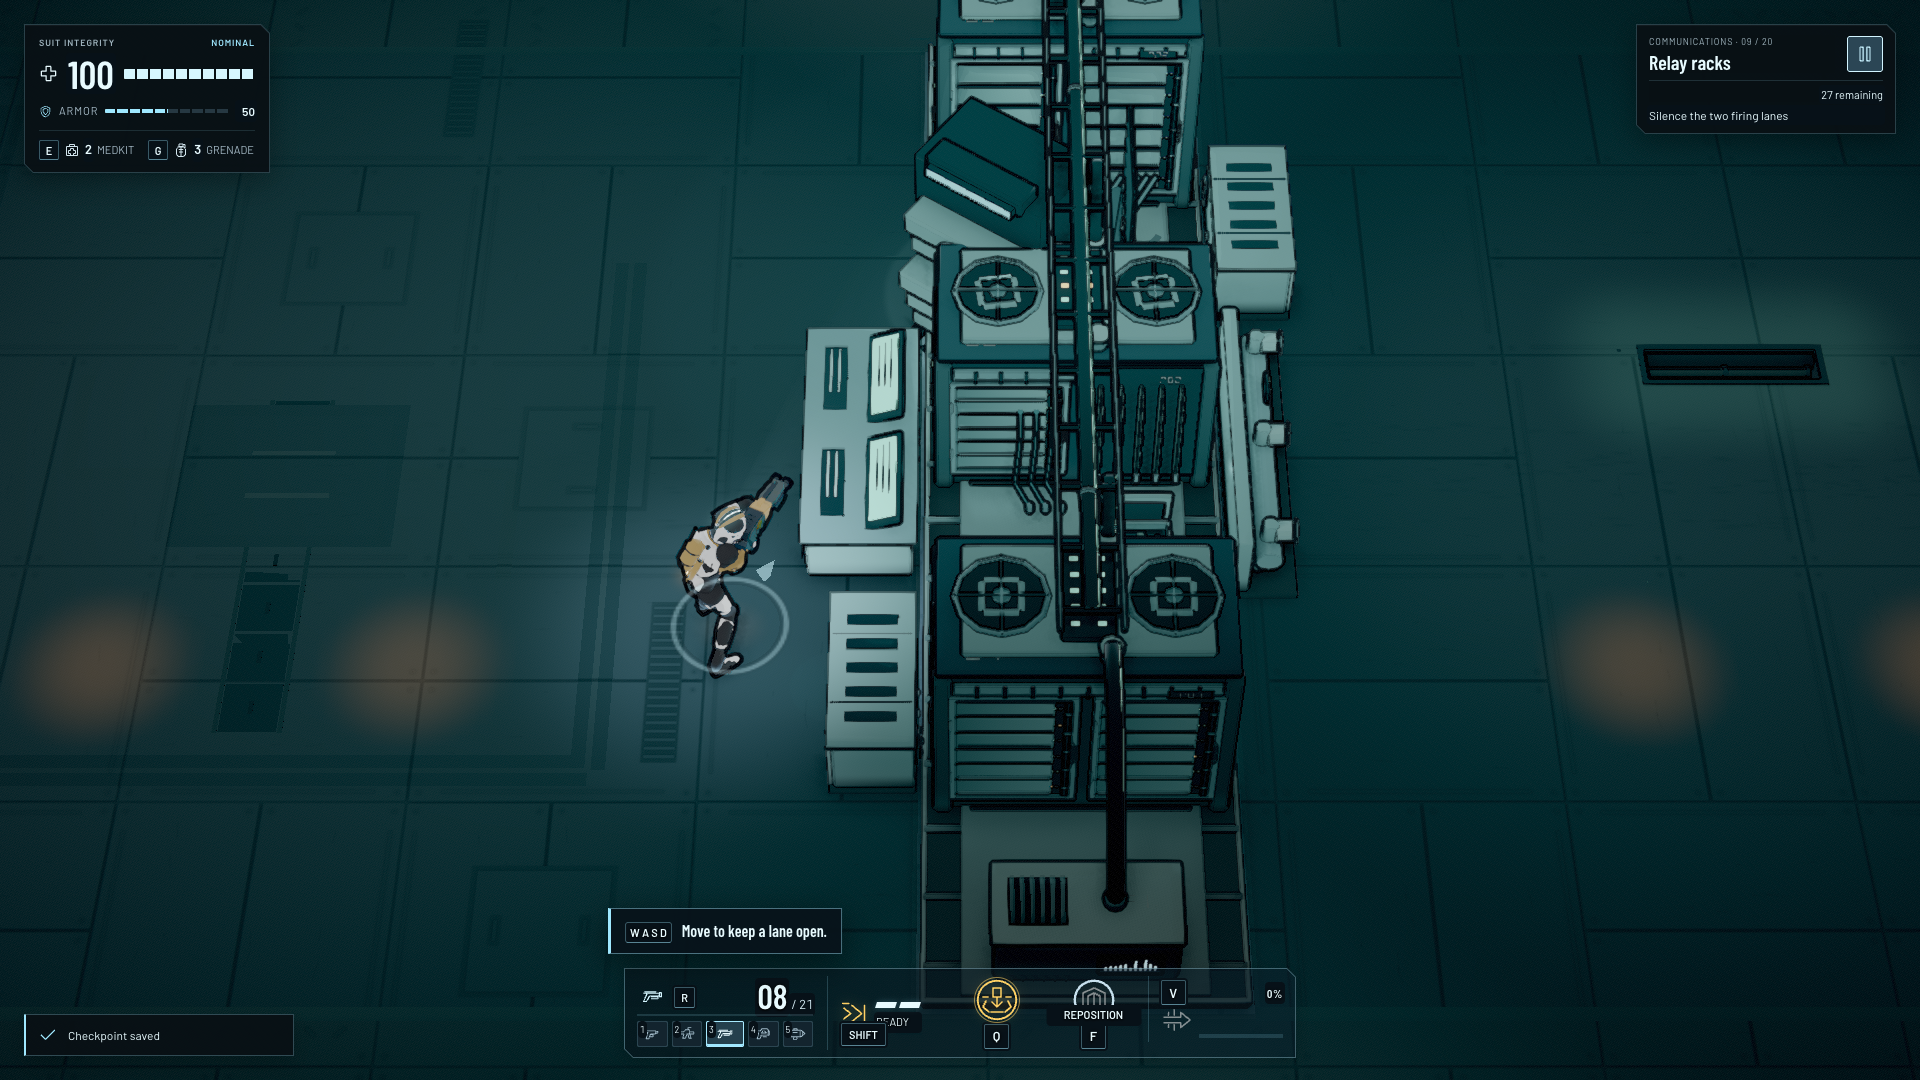 SUIT INTEGRITY NOMINAL
100
ARMOR 50
E 2 MEDKIT G 3 GRENADE
COMMUNICATIONS · 09 / 20
Relay racks
27 remaining
Silence the two firing lanes
WASD Move to keep a lane open.
R 08 / 21
1 2 3 4 5
READY
SHIFT
Q
REPOSITION
F
V 0%
Checkpoint saved